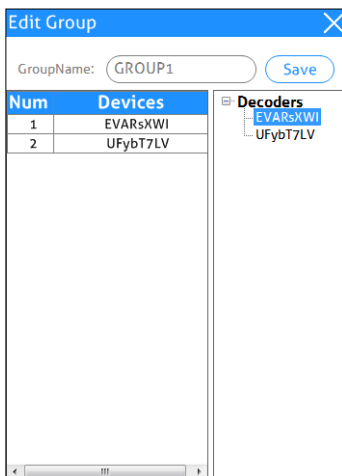 Edit Group
GroupName: GROUP1 Save
Num Devices
1 EVARsXWI
2 UFybT7LV
Decoders
EVARsXWI
UFybT7LV